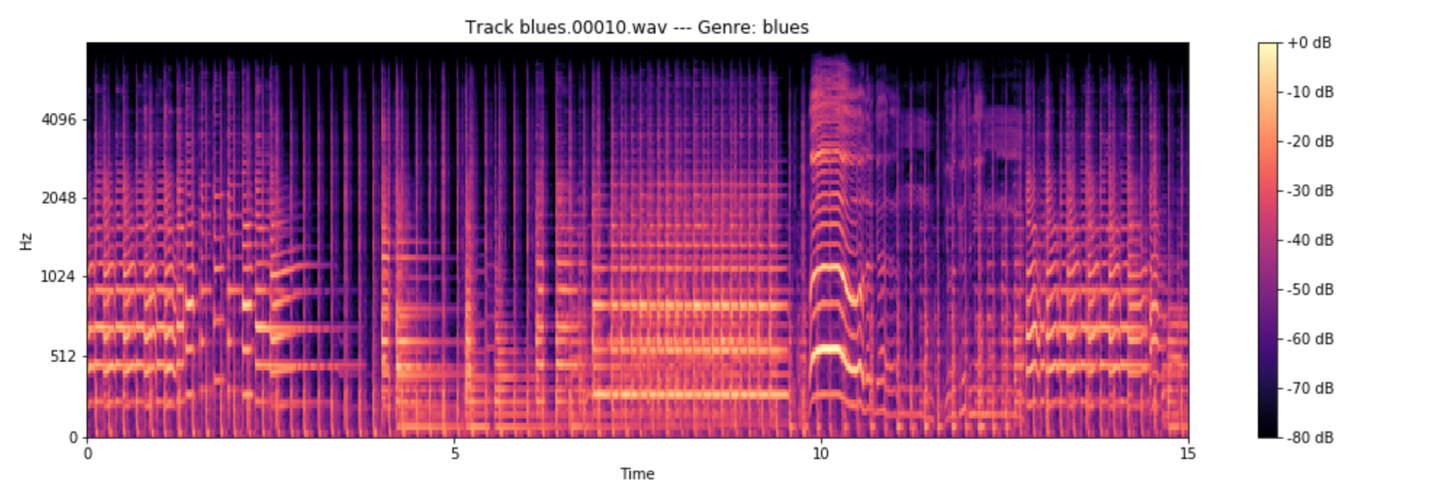 Track blues.00010.wav --- Genre: blues
Hz
4096
2048
1024
512
0
0 5 10 15
Time
+0 dB
-10 dB
-20 dB
-30 dB
-40 dB
-50 dB
-60 dB
-70 dB
-80 dB